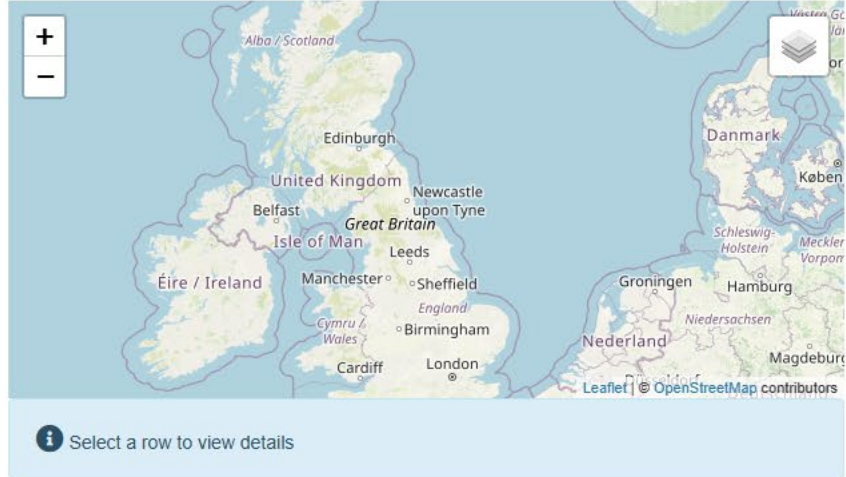 +
−
Alba / Scotland
Edinburgh
Danmark
United Kingdom
Newcastle
upon Tyne
Belfast
Great Britain
Isle of Man
Leeds
Køben
Schleswig-
Holstein
Éire / Ireland
Manchester
Sheffield
Groningen
Hamburg
England
Niedersachsen
Cymru /
Wales
Birmingham
Nederland
Cardiff
London
Magdeburg
Leaflet | © OpenStreetMap contributors
Select a row to view details